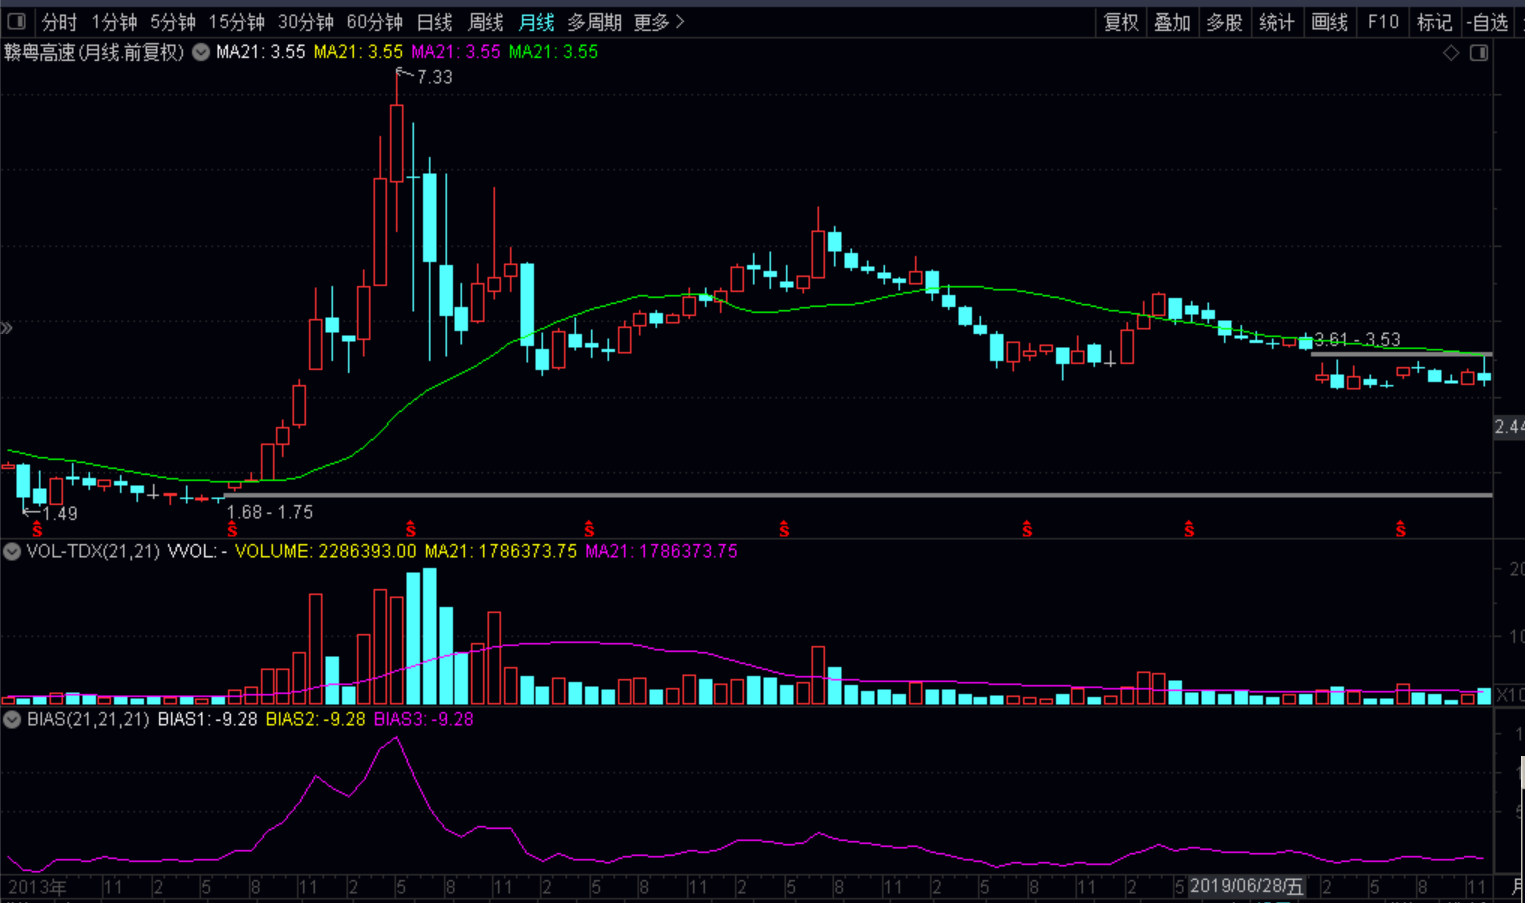 分时 1分钟 5分钟 15分钟 30分钟 60分钟 日线 周线 月线 多周期 更多 复权 叠加 多股 统计 画线 F10 标记 -自选
赣粤高速(月线.前复权) MA21: 3.55 MA21: 3.55 MA21: 3.55 MA21: 3.55
7.33
3.61 - 3.53
2.44
1.49
1.68 - 1.75
S S S S S S S S
VOL-TDX(21,21) VVOL: - VOLUME: 2286393.00 MA21: 1786373.75 MA21: 1786373.75
BIAS(21,21,21) BIAS1: -9.28 BIAS2: -9.28 BIAS3: -9.28
2013年 11 2 5 8 11 2 5 8 11 2 5 8 11 2 5 8 11 2 5 8 11 2 5 2019/06/28/五 2 5 8 11